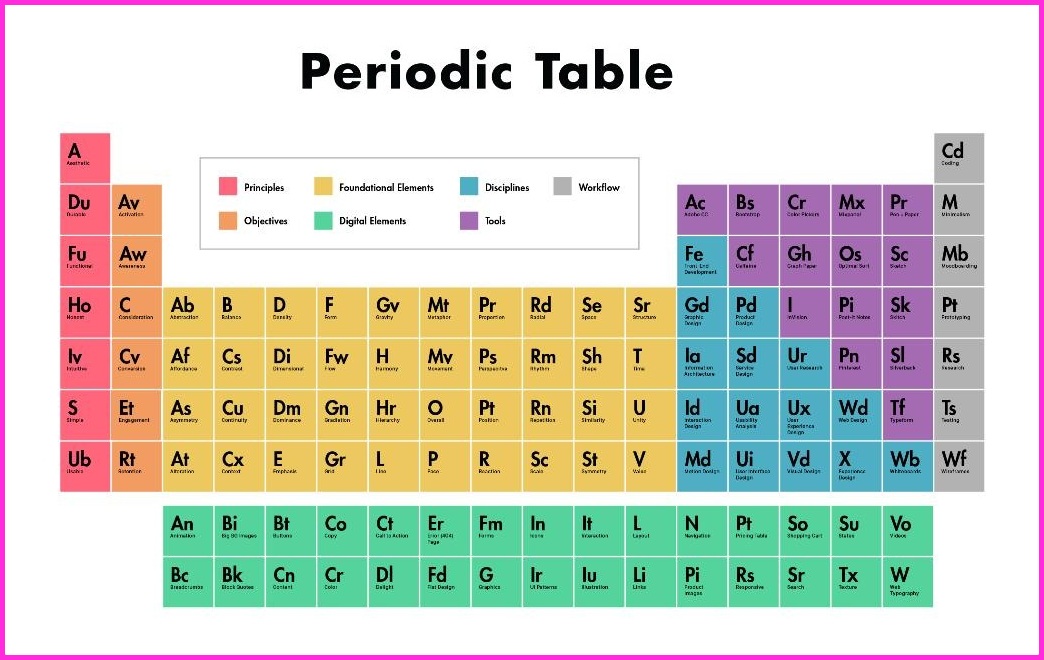 Periodic Table
A
Aesthetic
Cd
Coding
Principles Foundational Elements Disciplines Workflow
Objectives Digital Elements Tools
Du Av Ac Bs Cr Mx Pr M
Durable Activation Adobe CC Bootstrap Color Pickers Mixpanel Pen + Paper Minimalism
Fu Aw Fe Cf Gh Os Sc Mb
Functional Awareness Front-End Caffeine Graph Paper Optimal Sort Sketch Moodboarding
Development
Ho C Ab B D F Gv Mt Pr Rd Se Sr Gd Pd I Pi Sk Pt
Honest Consideration Abstraction Balance Density Form Gravity Metaphor Proportion Radial Space Structure Graphic Product InVision Post-it Notes Skitch Prototyping
Design Design
Iv Cv Af Cs Di Fw H Mv Ps Rm Sh T Ia Sd Ur Pn Sl Rs
Intuitive Conversion Affordance Contrast Dimensional Flow Harmony Movement Perspective Rhythm Shape Time Information Service User Research Pinterest Silverback Research
Architecture Design
S Et As Cu Dm Gn Hr O Pt Rn Si U Id Ua Ux Wd Tf Ts
Simple Engagement Asymmetry Continuity Dominance Gradation Hierarchy Overall Position Repetition Similarity Unity Interaction Usability User Web Design Typeform Testing
Design Analysis Experience
Design
Ub Rt At Cx E Gr L P R Sc St V Md Ui Vd X Wb Wf
Usable Retention Alteration Context Emphasis Grid Line Pace Reaction Scale Symmetry Value Motion Design User Interface Visual Design Experience Whiteboards Wireframes
Design Design
An Bi Bt Co Ct Er Fm In It L N Pt So Su Vo
Animation Big BG Images Buttons Copy Call to Action Error (404) Forms Icons Interaction Layout Navigation Table Shopping Cart Status Videos
Page
Bc Bk Cn Cr Dl Fd G Ir Iu Li Pi Rs Sr Tx W
Breadcrumbs Block Quotes Content Color Delight Flat Design Graphics UI Patterns Illustration Links Product Responsive Search Texture Web
Images Typography